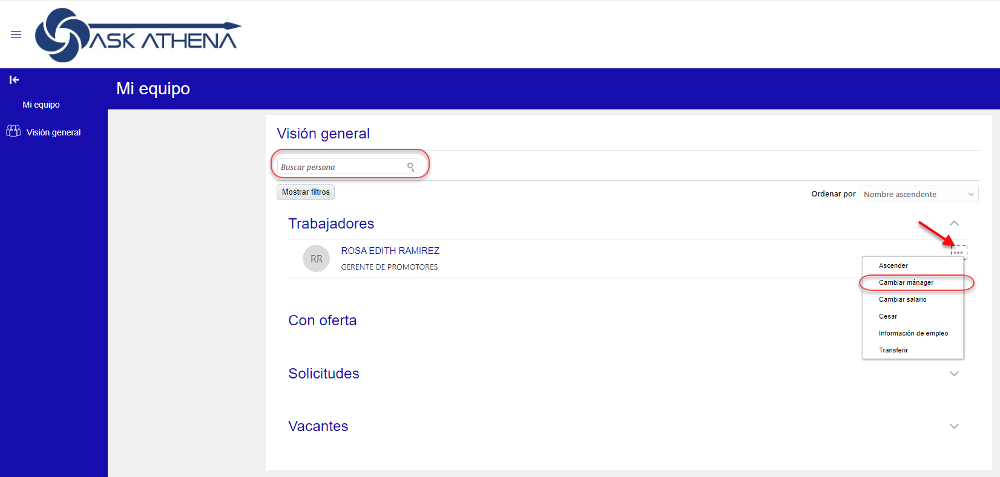 ASK ATHENA
Mi equipo
Mi equipo
Visión general
Visión general
Buscar persona
Mostrar filtros
Ordenar por Nombre ascendente
Trabajadores
RR
ROSA EDITH RAMIREZ
GERENTE DE PROMOTORES
Ascender
Cambiar mánager
Cambiar salario
Cesar
Información de empleo
Transferir
Con oferta
Solicitudes
Vacantes